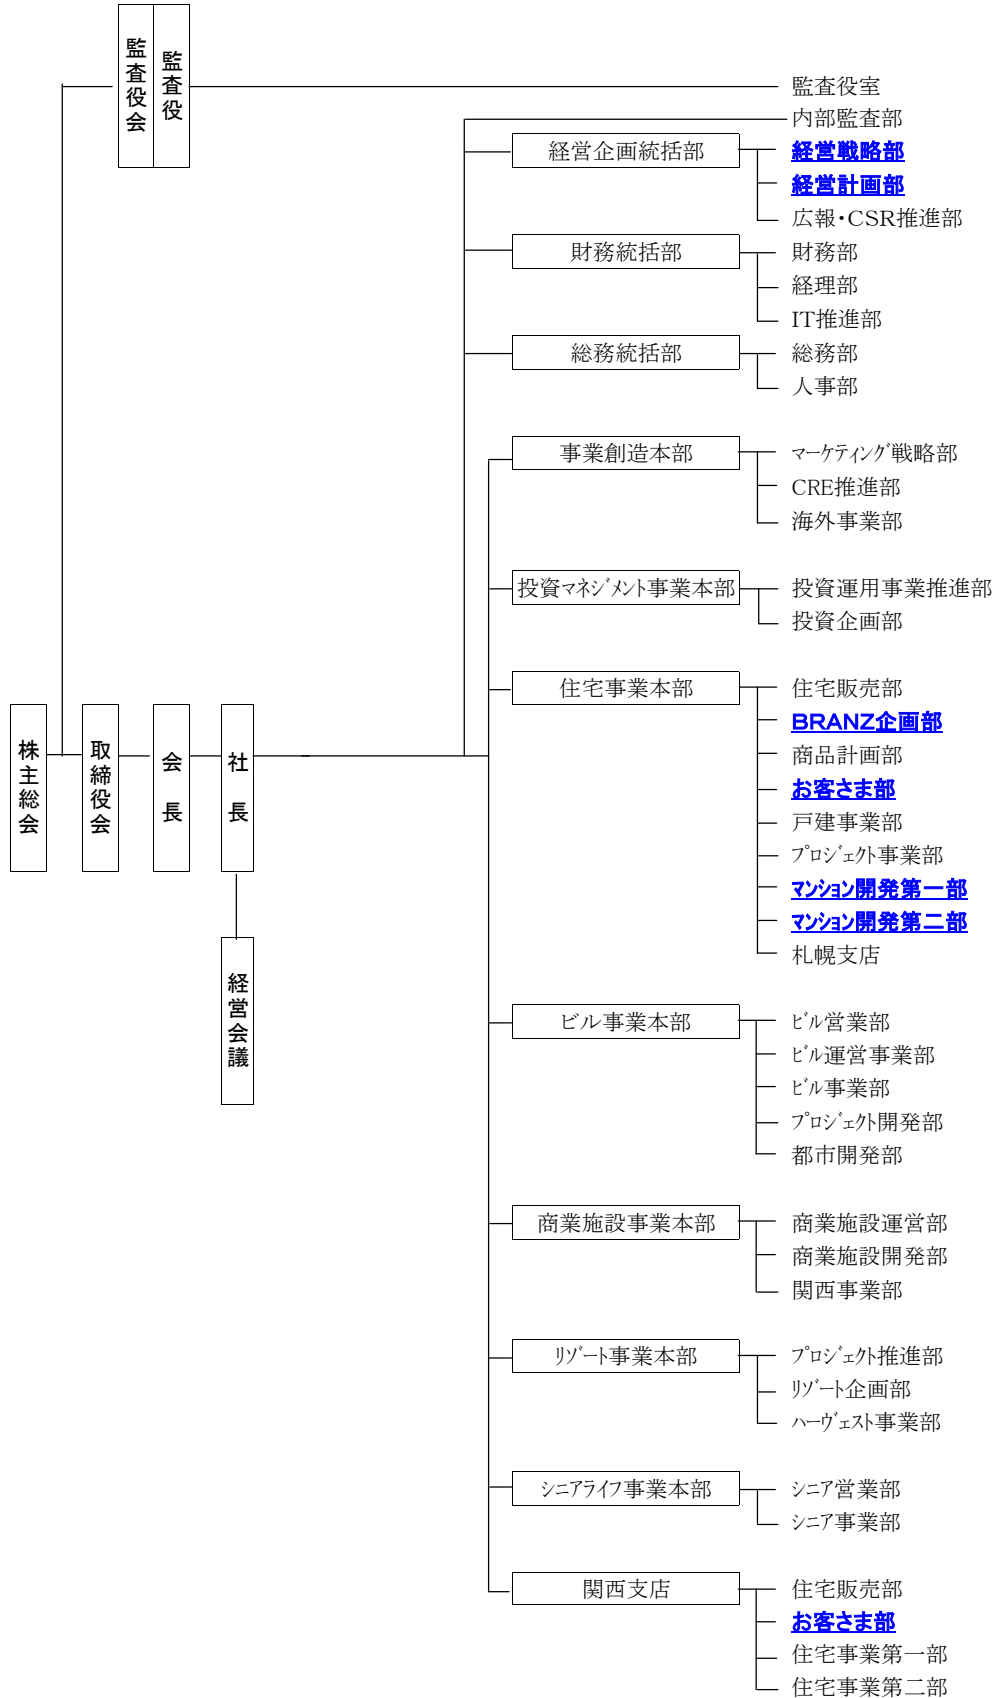 監査役会
監査役
監査役室
内部監査部
経営企画統括部
経営戦略部
経営計画部
広報・CSR推進部
財務統括部
財務部
経理部
IT推進部
総務統括部
総務部
人事部
事業創造本部
ﾏｰｹﾃｨﾝｸﾞ戦略部
CRE推進部
海外事業部
投資ﾏﾈｼﾞﾒﾝﾄ事業本部
投資運用事業推進部
投資企画部
住宅事業本部
住宅販売部
BRANZ企画部
商品計画部
お客さま部
戸建事業部
ﾌﾟﾛｼﾞｪｸﾄ事業部
ﾏﾝｼｮﾝ開発第一部
ﾏﾝｼｮﾝ開発第二部
札幌支店
株主総会
取締役会
会長
社長
経営会議
ビル事業本部
ﾋﾞﾙ営業部
ﾋﾞﾙ運営事業部
ﾋﾞﾙ事業部
ﾌﾟﾛｼﾞｪｸﾄ開発部
都市開発部
商業施設事業本部
商業施設運営部
商業施設開発部
関西事業部
ﾘｿﾞｰﾄ事業本部
ﾌﾟﾛｼﾞｪｸﾄ推進部
ﾘｿﾞｰﾄ企画部
ﾊｰｳﾞｪｽﾄ事業部
ｼﾆｱﾗｲﾌ事業本部
ｼﾆｱ営業部
ｼﾆｱ事業部
関西支店
住宅販売部
お客さま部
住宅事業第一部
住宅事業第二部